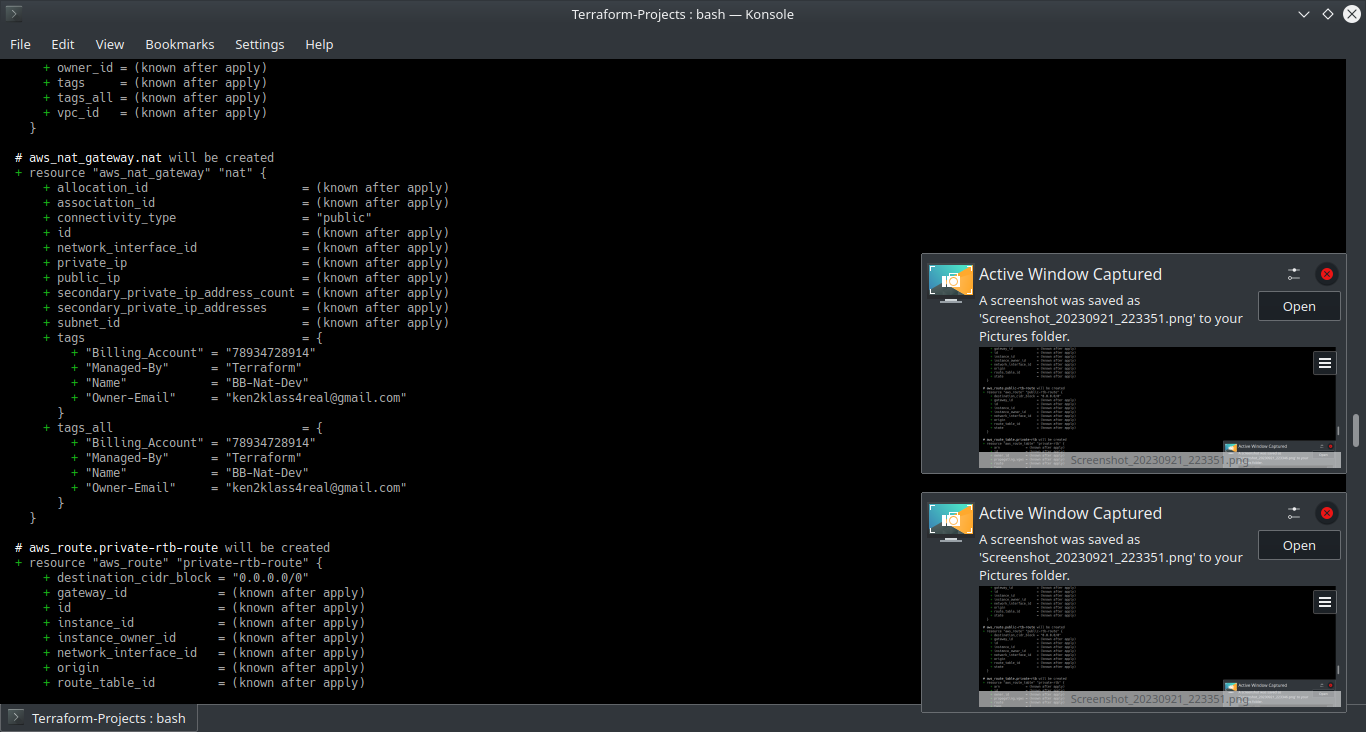 Terraform-Projects : bash — Konsole
File Edit View Bookmarks Settings Help
+ owner_id = (known after apply)
+ tags     = (known after apply)
+ tags_all = (known after apply)
+ vpc_id   = (known after apply)
}
# aws_nat_gateway.nat will be created
+ resource "aws_nat_gateway" "nat" {
+ allocation_id                      = (known after apply)
+ association_id                     = (known after apply)
+ connectivity_type                  = "public"
+ id                                 = (known after apply)
+ network_interface_id               = (known after apply)
+ private_ip                         = (known after apply)
+ public_ip                          = (known after apply)
+ secondary_private_ip_address_count = (known after apply)
+ secondary_private_ip_addresses     = (known after apply)
+ subnet_id                          = (known after apply)
+ tags                               = {
+ "Billing_Account" = "78934728914"
+ "Managed-By"      = "Terraform"
+ "Name"            = "BB-Nat-Dev"
+ "Owner-Email"     = "ken2klass4real@gmail.com"
}
+ tags_all                           = {
+ "Billing_Account" = "78934728914"
+ "Managed-By"      = "Terraform"
+ "Name"            = "BB-Nat-Dev"
+ "Owner-Email"     = "ken2klass4real@gmail.com"
}
}
# aws_route.private-rtb-route will be created
+ resource "aws_route" "private-rtb-route" {
+ destination_cidr_block = "0.0.0.0/0"
+ gateway_id             = (known after apply)
+ id                     = (known after apply)
+ instance_id            = (known after apply)
+ instance_owner_id      = (known after apply)
+ network_interface_id   = (known after apply)
+ origin                 = (known after apply)
+ route_table_id         = (known after apply)
Active Window Captured
A screenshot was saved as
'Screenshot_20230921_223351.png' to your
Pictures folder.
Open
Screenshot_20230921_223351.png
Active Window Captured
A screenshot was saved as
'Screenshot_20230921_223351.png' to your
Pictures folder.
Open
Screenshot_20230921_223351.png
Terraform-Projects : bash